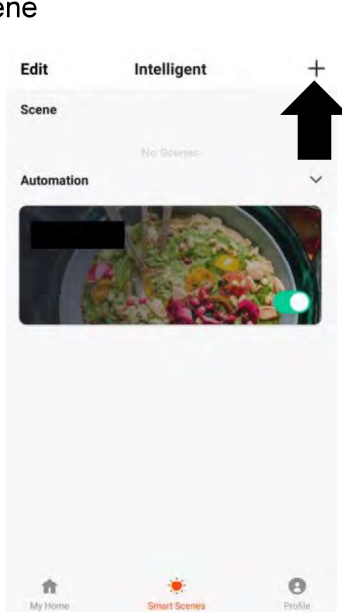 ene
Edit Intelligent +
Scene
No Scenes
Automation
My Home Smart Scenes Profile